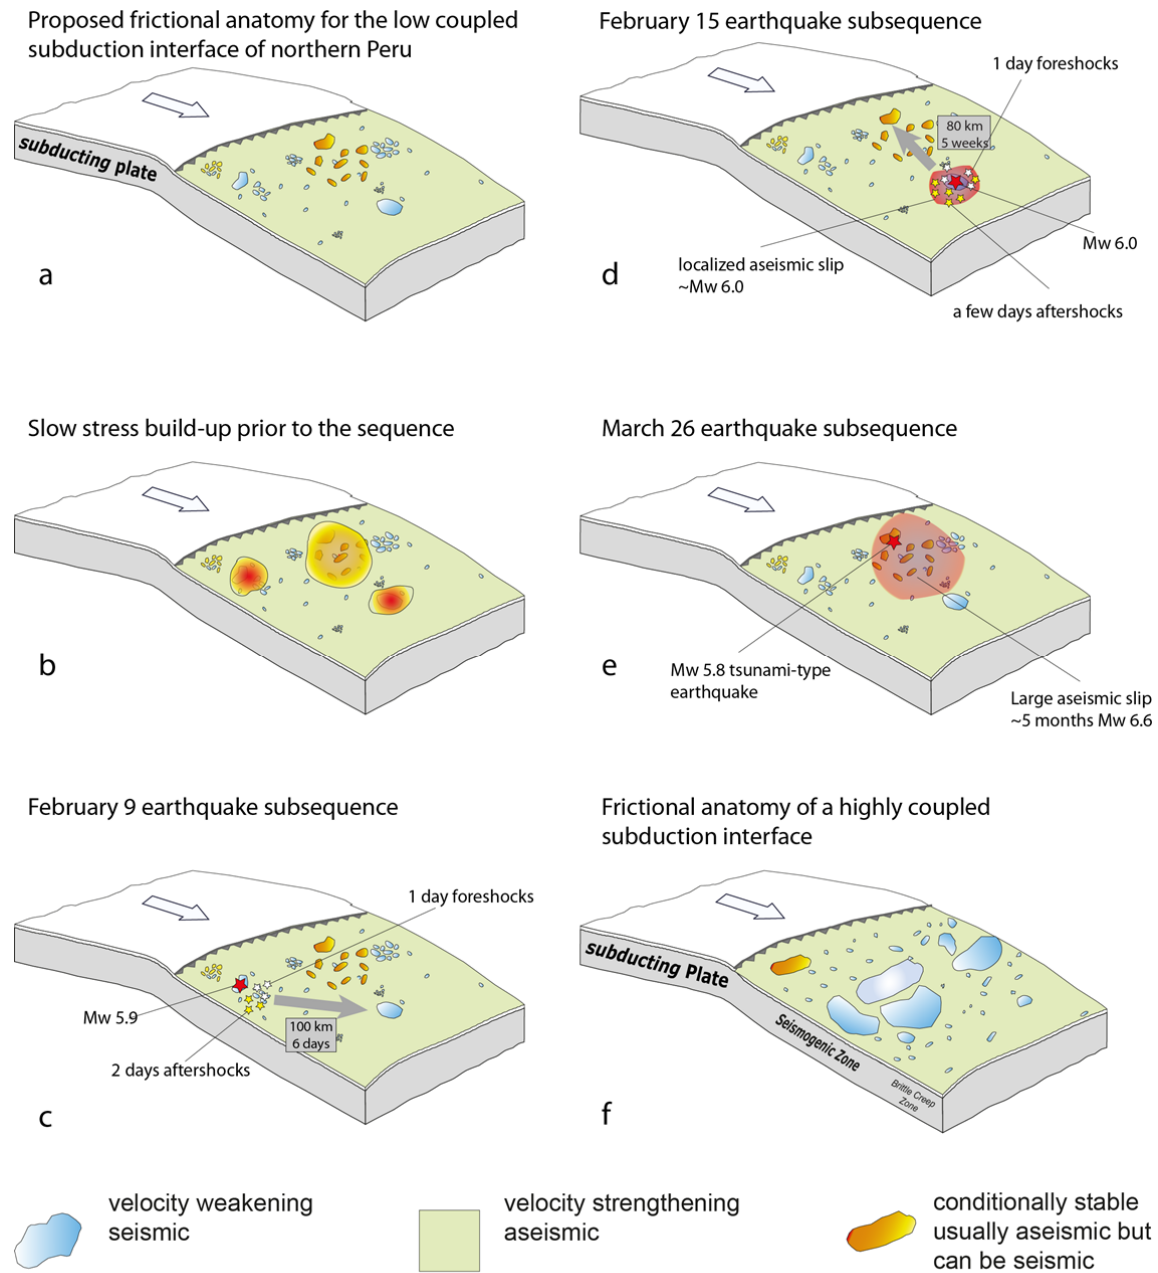 Proposed frictional anatomy for the low coupled
subduction interface of northern Peru
subducting plate
a
February 15 earthquake subsequence
1 day foreshocks
80 km
5 weeks
Mw 6.0
localized aseismic slip
~Mw 6.0
a few days aftershocks
d
Slow stress build-up prior to the sequence
b
March 26 earthquake subsequence
Mw 5.8 tsunami-type
earthquake
Large aseismic slip
~5 months Mw 6.6
e
February 9 earthquake subsequence
1 day foreshocks
Mw 5.9
100 km
6 days
2 days aftershocks
c
Frictional anatomy of a highly coupled
subduction interface
subducting Plate
Seismogenic Zone
Brittle Creep
Zone
f
velocity weakening
seismic
velocity strengthening
aseismic
conditionally stable
usually aseismic but
can be seismic